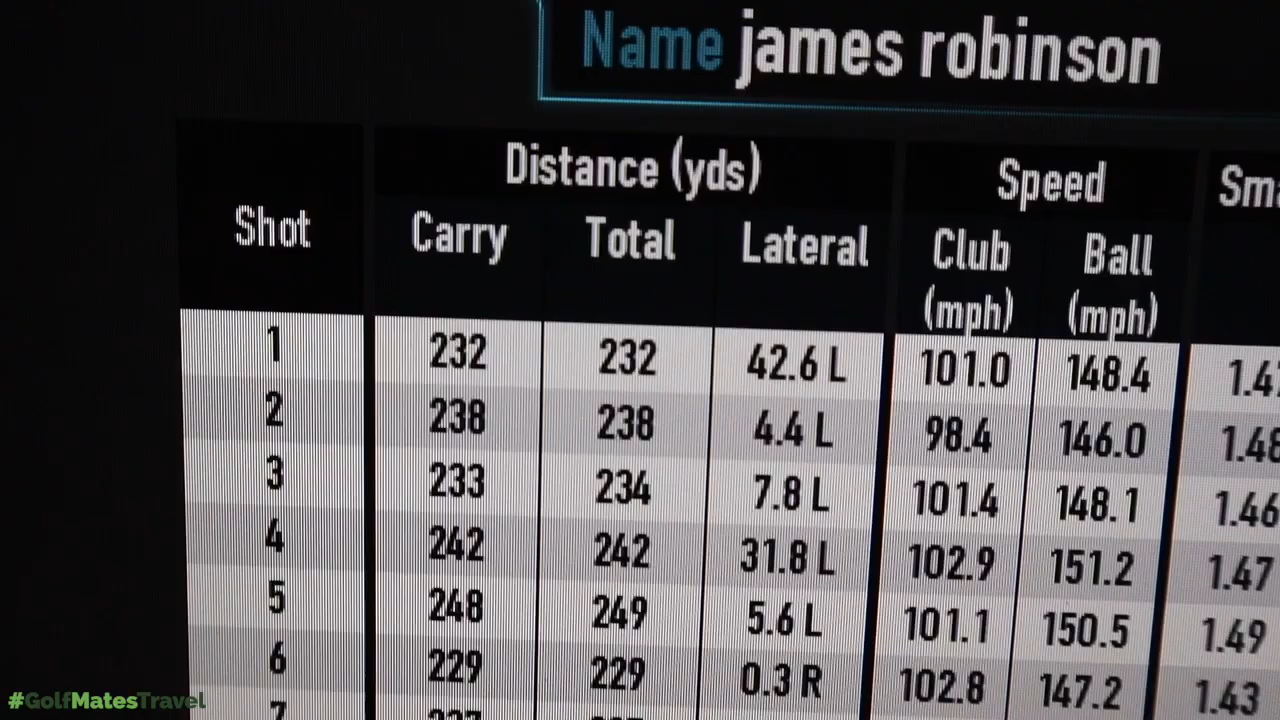 Name james robinson
Distance (yds) Speed
Shot Carry Total Lateral Club Ball
(mph) (mph)
1 232 232 42.6 L 101.0 148.4
2 238 238 4.4 L 98.4 146.0 1.48
3 233 234 7.8 L 101.4 148.1 1.46
4 242 242 31.8 L 102.9 151.2 1.47
5 248 249 5.6 L 101.1 150.5 1.49
6 229 229 0.3 R 102.8 147.2 1.43
7
#GolfMatesTravel